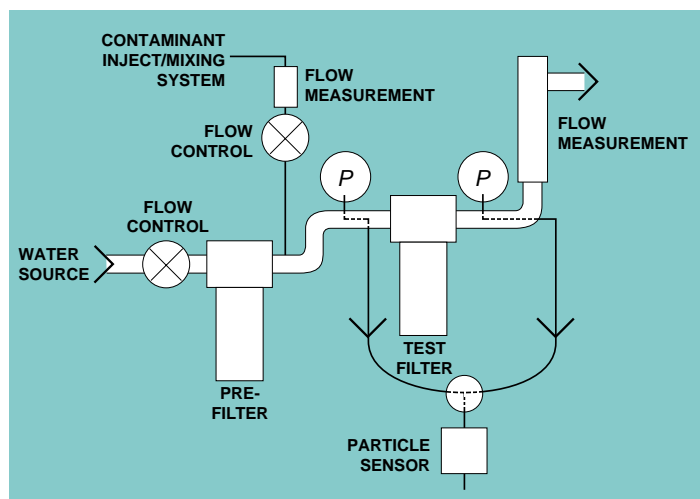 CONTAMINANT
INJECT/MIXING
SYSTEM
FLOW
MEASUREMENT
FLOW
CONTROL
P
P
FLOW
MEASUREMENT
FLOW
CONTROL
WATER
SOURCE
TEST
FILTER
PRE-
FILTER
PARTICLE
SENSOR